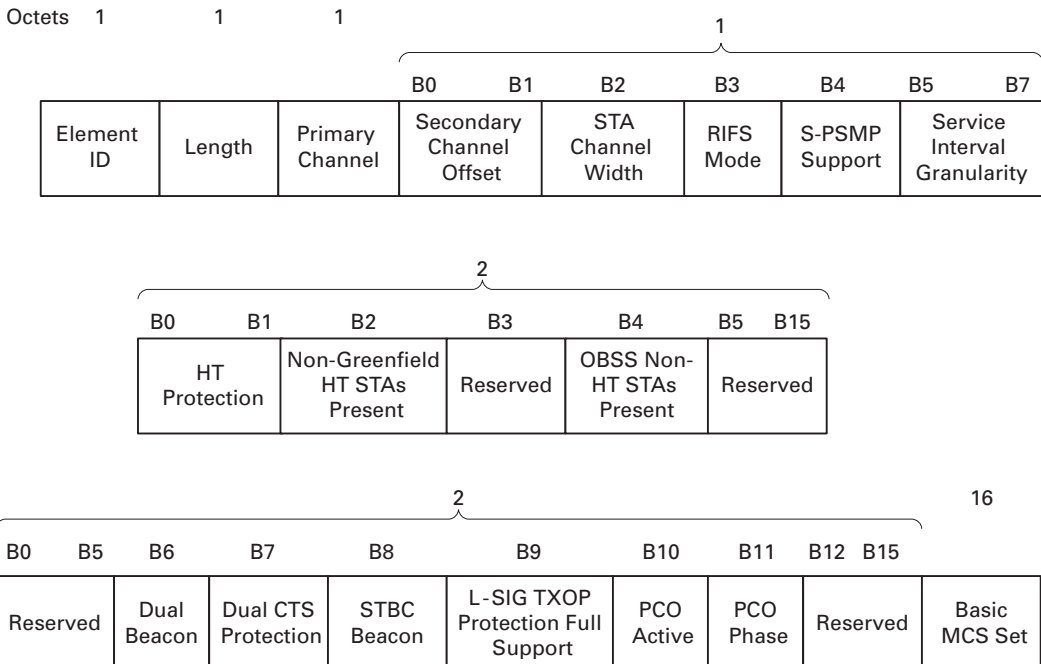 Octets 1 1 1
1
B0 B1 B2 B3 B4 B5 B7
Element ID
Length
Primary Channel
Secondary Channel Offset
STA Channel Width
RIFS Mode
S-PSMP Support
Service Interval Granularity
2
B0 B1 B2 B3 B4 B5 B15
HT Protection
Non-Greenfield HT STAs Present
Reserved
OBSS Non-HT STAs Present
Reserved
2 16
B0 B5 B6 B7 B8 B9 B10 B11 B12 B15
Reserved
Dual Beacon
Dual CTS Protection
STBC Beacon
L-SIG TXOP Protection Full Support
PCO Active
PCO Phase
Reserved
Basic MCS Set